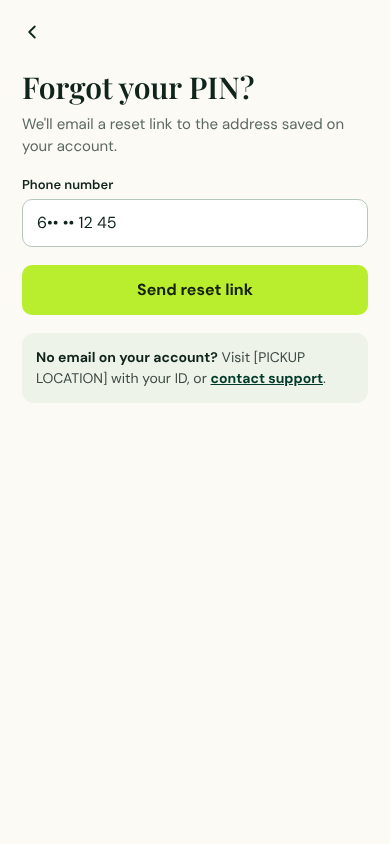 Forgot your PIN?
We'll email a reset link to the address saved on
your account.
Phone number
6•• •• 12 45
Send reset link
No email on your account? Visit [PICKUP
LOCATION] with your ID, or contact support.